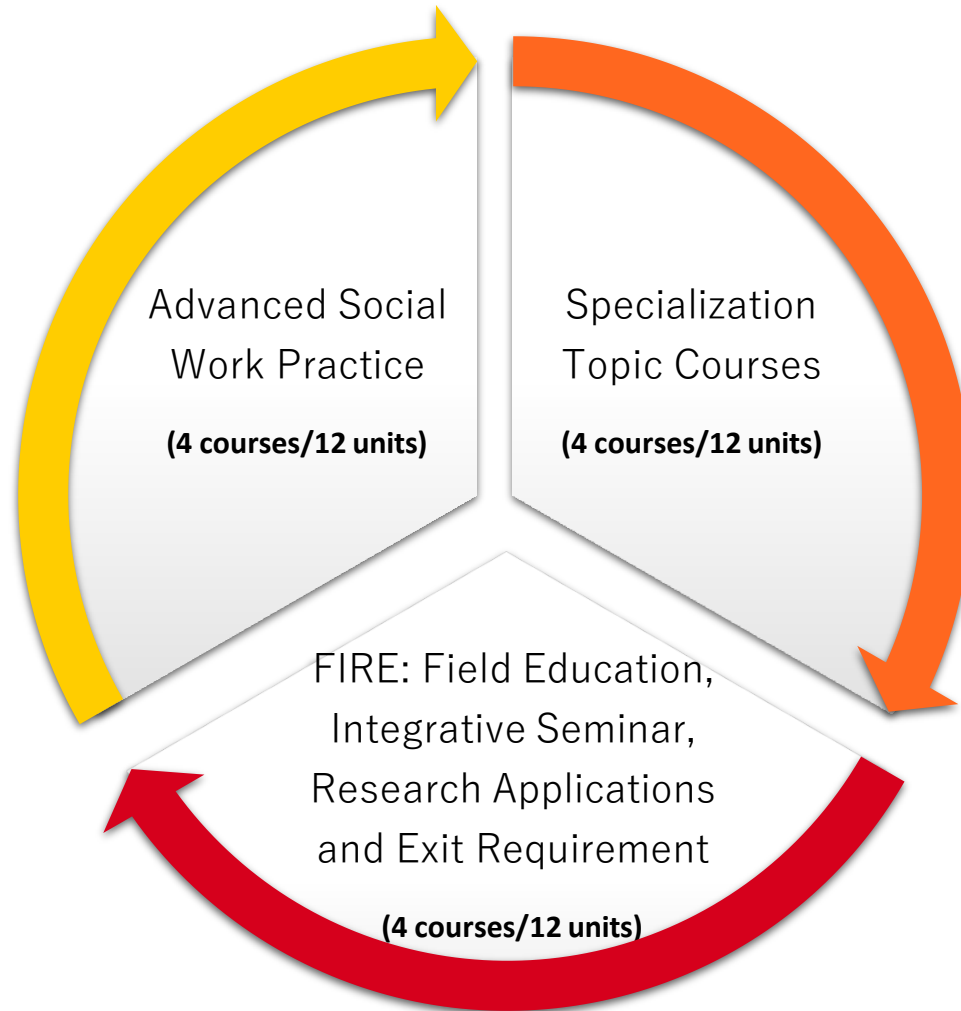 Advanced Social
Work Practice
(4 courses/12 units)
Specialization
Topic Courses
(4 courses/12 units)
FIRE: Field Education,
Integrative Seminar,
Research Applications
and Exit Requirement
(4 courses/12 units)